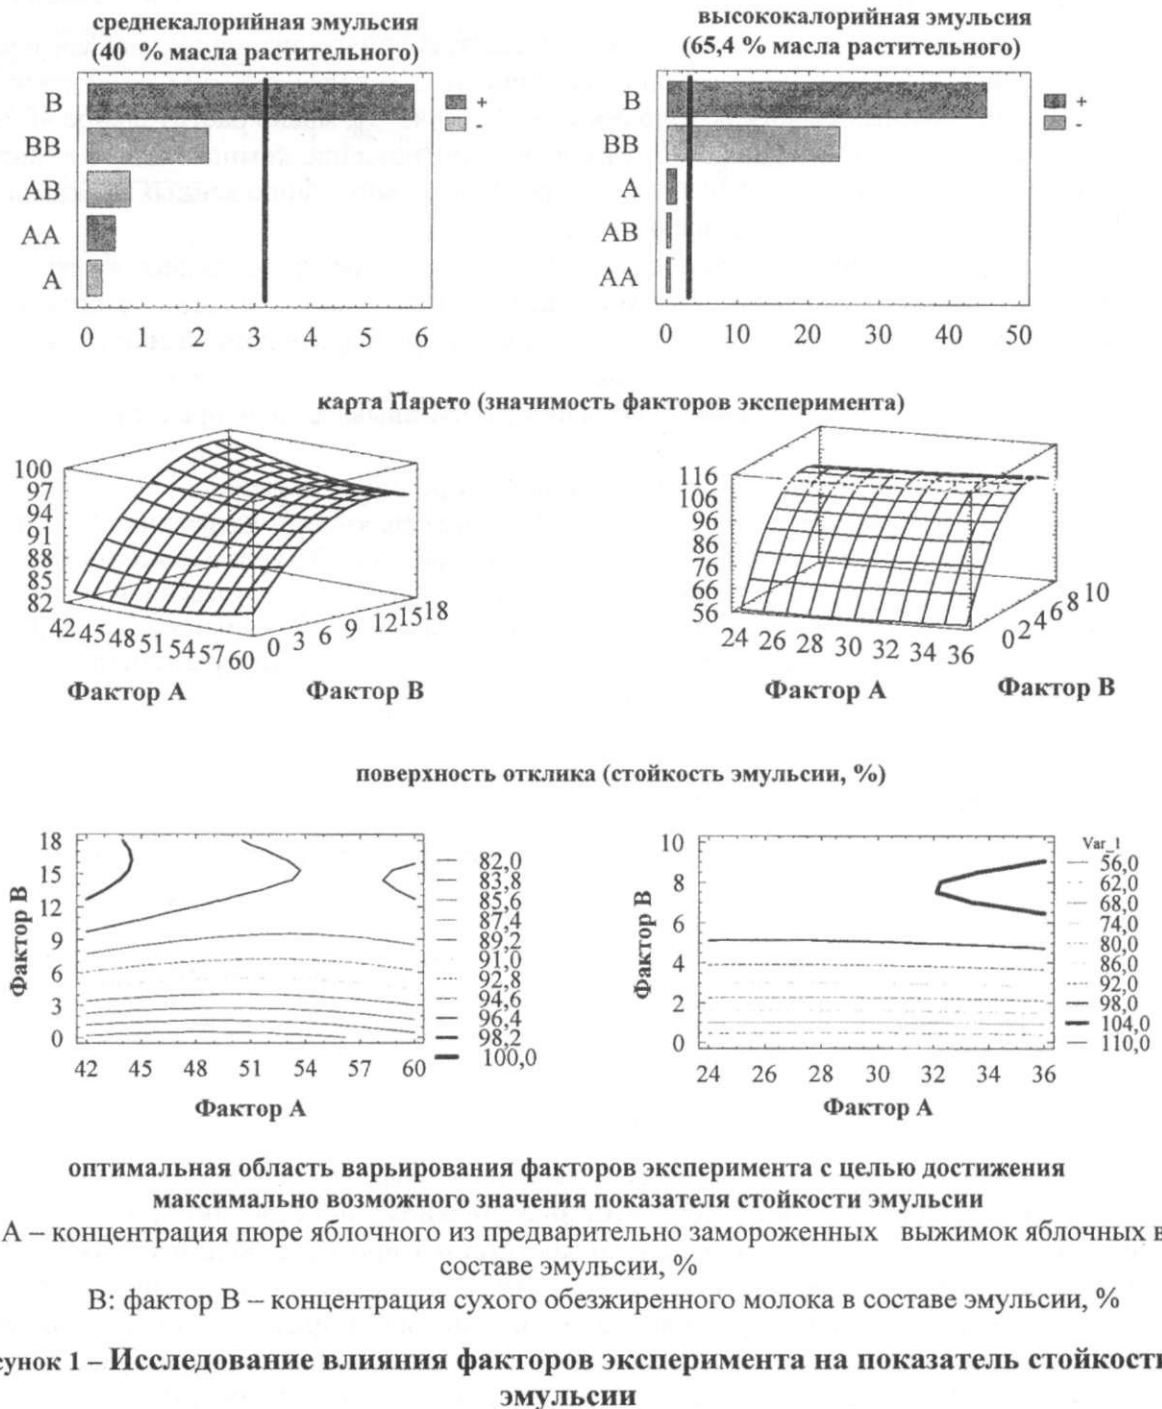 среднекалорийная эмульсия
(40 % масла растительного)
B
BB
AB
AA
A
+
-
0 1 2 3 4 5 6
высококалорийная эмульсия
(65,4 % масла растительного)
B
BB
A
AB
AA
+
-
0 10 20 30 40 50
карта Парето (значимость факторов эксперимента)
100
97
94
91
88
85
82
42 45 48 51 54 57 60
0 3 6 9 12 15 18
Фактор А
Фактор В
116
106
96
86
76
66
56
24 26 28 30 32 34 36
0 2 4 6 8 10
Фактор А
Фактор В
поверхность отклика (стойкость эмульсии, %)
Фактор В
18
15
12
9
6
3
0
42 45 48 51 54 57 60
Фактор А
82,0
83,8
85,6
87,4
89,2
91,0
92,8
94,6
96,4
98,2
100,0
Фактор В
10
8
6
4
2
0
24 26 28 30 32 34 36
Фактор А
Var_1
56,0
62,0
68,0
74,0
80,0
86,0
92,0
98,0
104,0
110,0
оптимальная область варьирования факторов эксперимента с целью достижения
максимально возможного значения показателя стойкости эмульсии
А – концентрация пюре яблочного из предварительно замороженных выжимок яблочных в
составе эмульсии, %
В: фактор В – концентрация сухого обезжиренного молока в составе эмульсии, %
сунок 1 – Исследование влияния факторов эксперимента на показатель стойкост
эмульсии